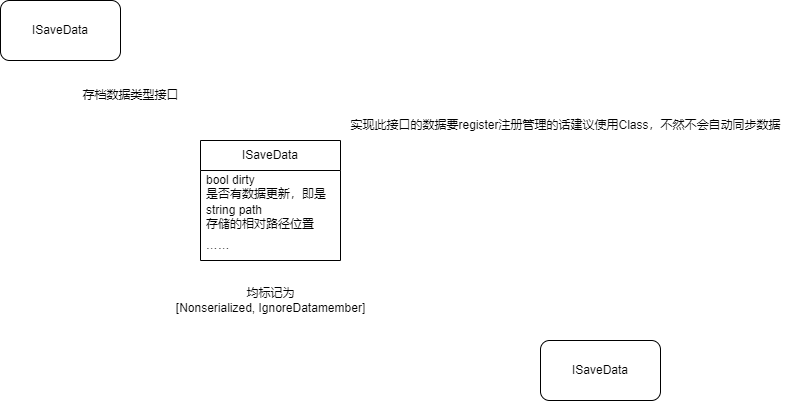 ISaveData
存档数据类型接口
实现此接口的数据要register注册管理的话建议使用Class，不然不会自动同步数据
ISaveData
bool dirty
是否有数据更新，即是
string path
存储的相对路径位置
……
均标记为
[Nonserialized, IgnoreDatamember]
ISaveData